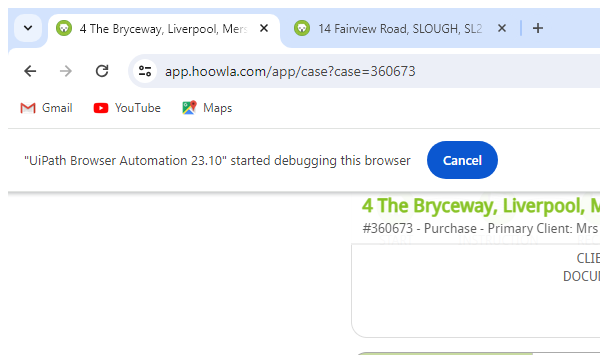 4 The Bryceway, Liverpool, Mers
14 Fairview Road, SLOUGH, SL2
app.hoowla.com/app/case?case=360673
Gmail YouTube Maps
"UiPath Browser Automation 23.10" started debugging this browser Cancel
4 The Bryceway, Liverpool, M
#360673 - Purchase - Primary Client: Mrs
CLIE
DOCUM